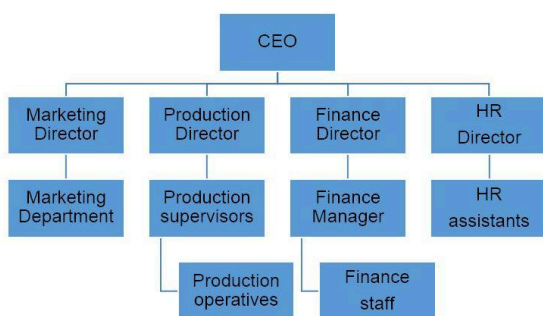 CEO
Marketing
Director
Production
Director
Finance
Director
HR
Director
Marketing
Department
Production
supervisors
Finance
Manager
HR
assistants
Production
operatives
Finance
staff